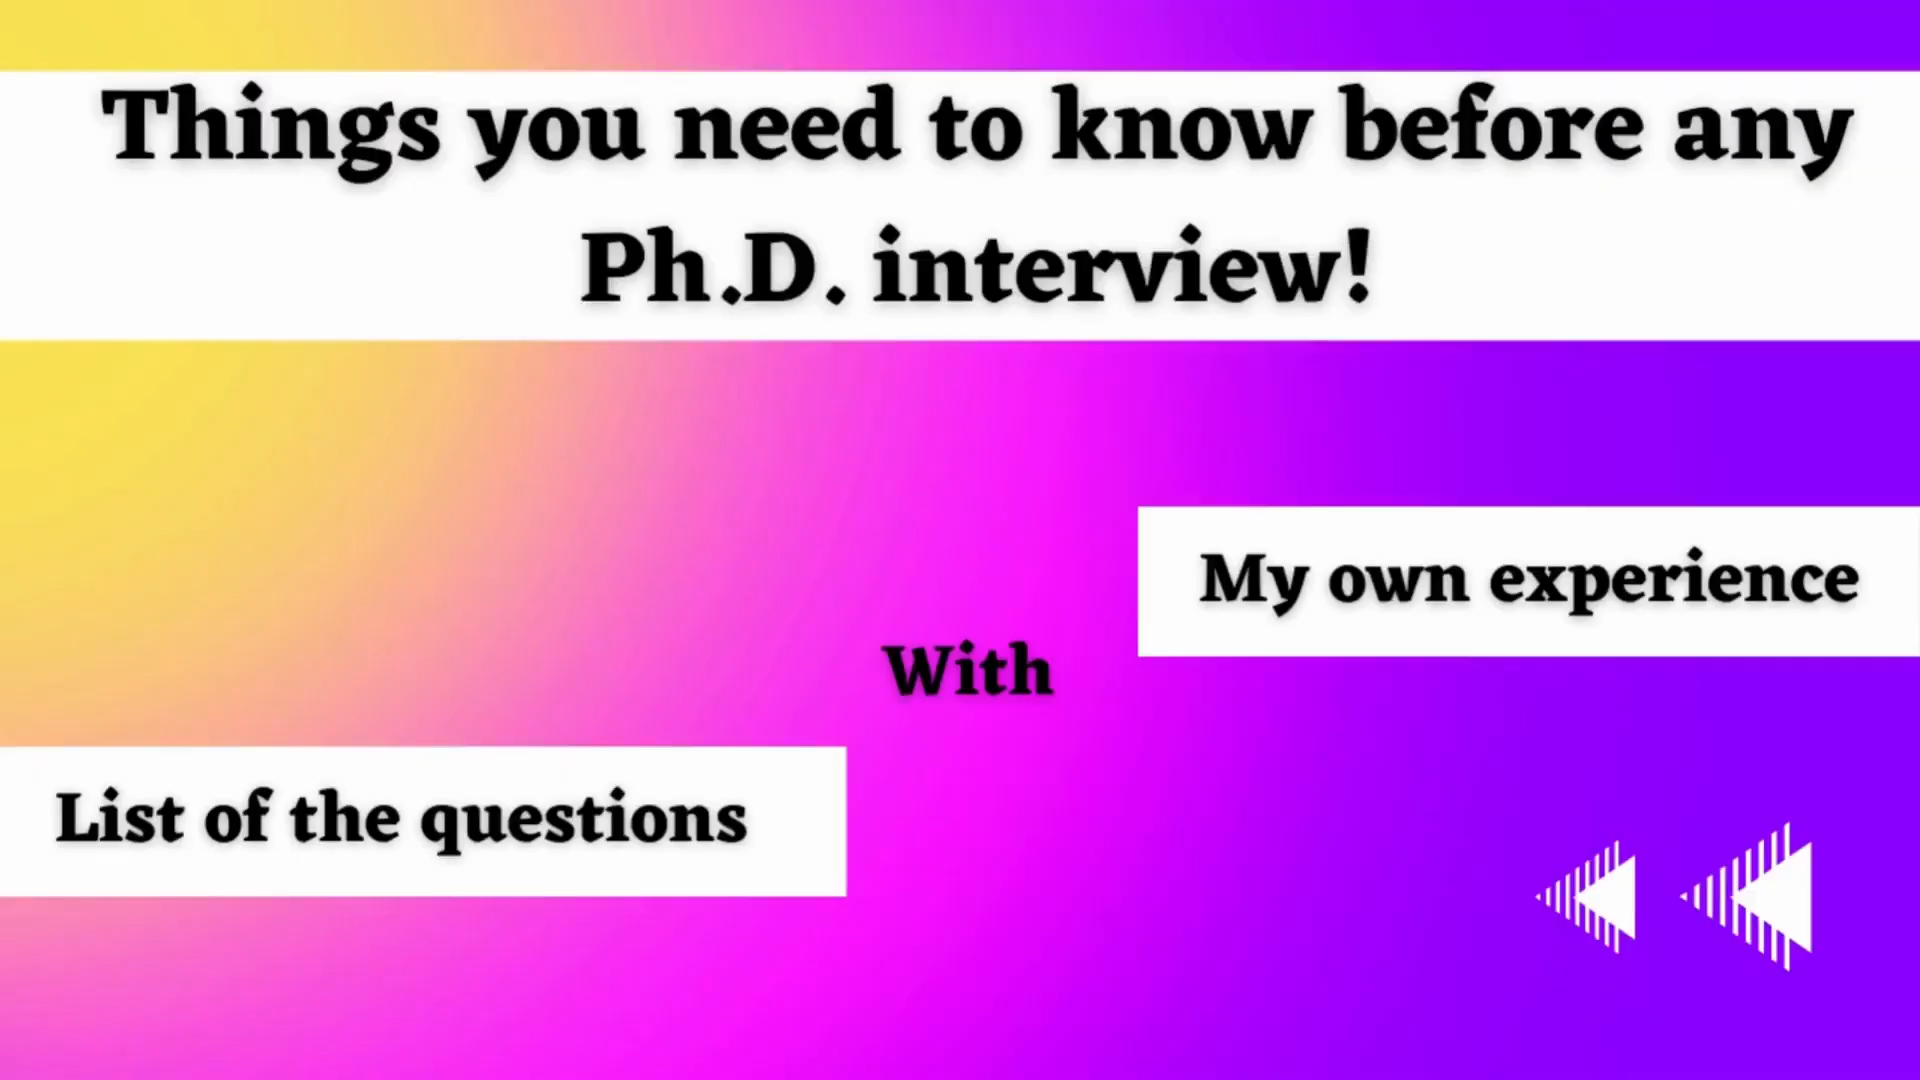 Things you need to know before any
Ph.D. interview!
My own experience
With
List of the questions